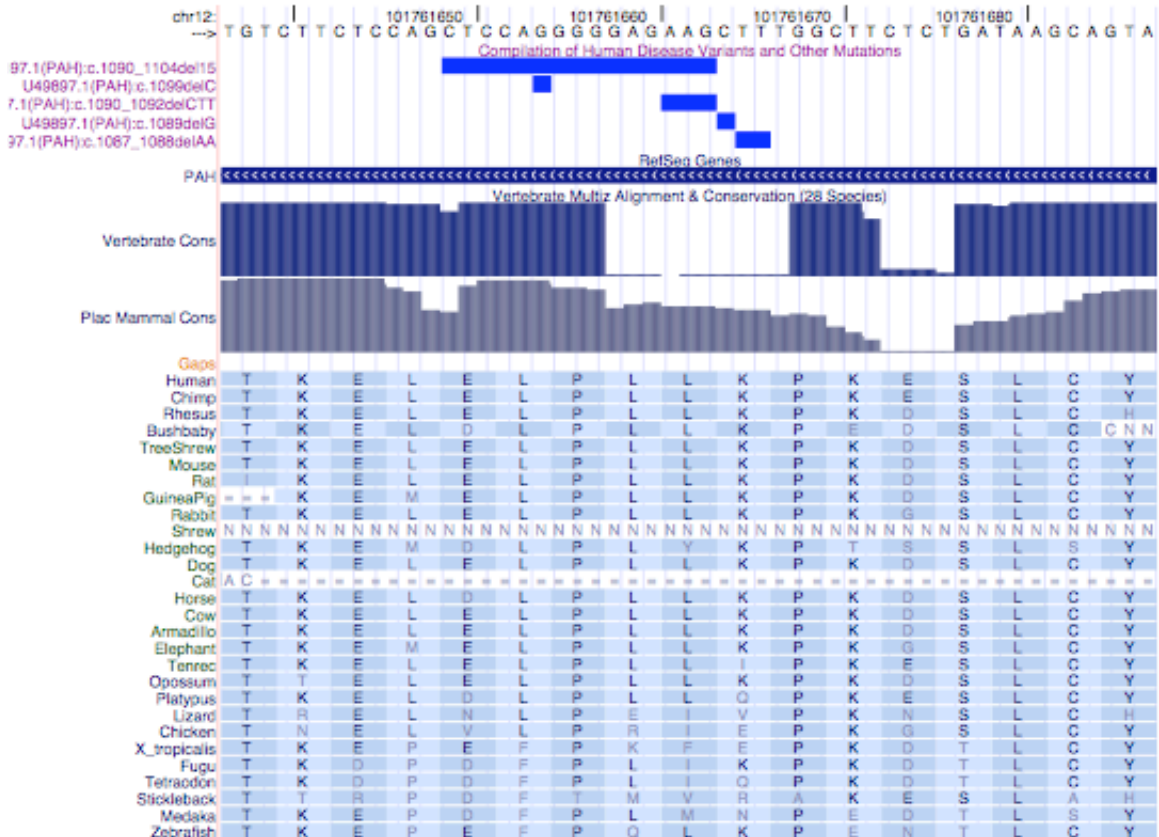 chr12: 101761650 101761660 101761670 101761680
---> T G T C T T C T C C A G C T C C A G G G G G A G A A G C T T T G G C T T C T C T G A T A A G C A G T A
Compilation of Human Disease Variants and Other Mutations
97.1(PAH):c.1090_1104del15
U49897.1(PAH):c.1099delC
7.1(PAH):c.1090_1092delCTT
U49897.1(PAH):c.1089delG
97.1(PAH):c.1087_1088delAA
RefSeq Genes
PAH
Vertebrate Multiz Alignment & Conservation (28 Species)
Vertebrate Cons
Plac Mammal Cons
Gaps
Human T K E L E L P L L K P K E S L C Y
Chimp T K E L E L P L L K P K E S L C Y
Rhesus T K E L E L P L L K P K D S L C H
Bushbaby T K E L D L P L L K P E D S L C C N N
TreeShrew T K E L E L P L L K P K D S L C Y
Mouse T K E L E L P L L K P K D S L C Y
Rat I K E L E L P L L K P K D S L C Y
GuineaPig = = = K E M E L P L L K P K D S L C Y
Rabbit T K E L E L P L L K P K G S L C Y
Shrew N N N N N N N N N N N N N N N N N N N N N N N N N N N N N N N N N N N N N N N N N N N N N N N N N N N
Hedgehog T K E M D L P L Y K P T S S L S Y
Dog T K E L E L P L L K P K D S L C Y
Cat A C = = = = = = = = = = = = = = = = = = = = = = = = = = = = = = = = = = = = = = = = = = = = = = = = =
Horse T K E L D L P L L K P K D S L C Y
Cow T K E L E L P L L K P K D S L C Y
Armadillo T K E L E L P L L K P K D S L C Y
Elephant T K E M E L P L L K P K G S L C Y
Tenrec T K E L E L P L L I P K E S L C Y
Opossum T T E L E L P L L K P K D S L C Y
Platypus T K E L D L P L L Q P K E S L C Y
Lizard T R E L N L P E I V P K N S L C H
Chicken T N E L V L P R I E P K G S L C Y
X_tropicalis T K E P E F P K F E P K D T L C Y
Fugu T K D P D F P L I K P K D T L C Y
Tetraodon T K D P D F P L I Q P K D T L C Y
Stickleback T T R P D F T M V R A K E S L A H
Medaka T K E P D F P L M N P E D T L S Y
Zebrafish T K E P E F P Q L K P E N T L C Y